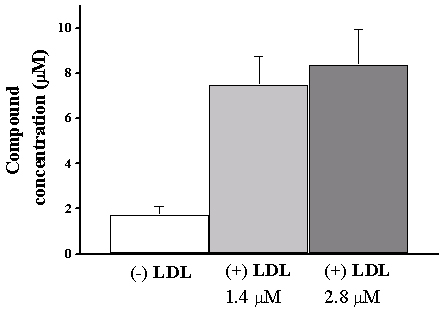 Compound
concentration (μM)
10
8
6
4
2
0
(-) LDL
(+) LDL
1.4 μM
(+) LDL
2.8 μM